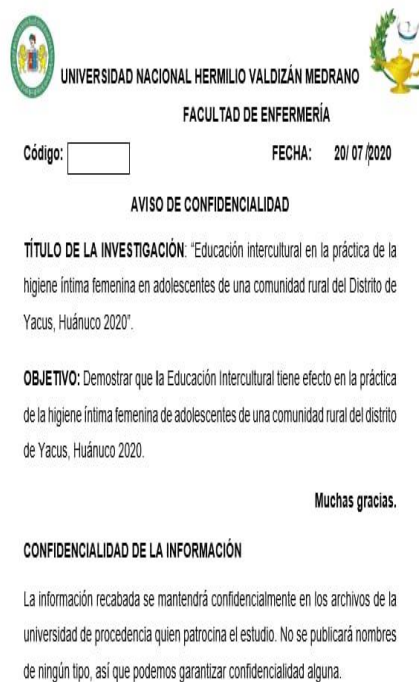 UNIVERSIDAD NACIONAL HERMILIO VALDIZÁN MEDRANO
FACULTAD DE ENFERMERÍA
Código:
FECHA: 20/ 07 /2020
AVISO DE CONFIDENCIALIDAD
TÍTULO DE LA INVESTIGACIÓN: “Educación intercultural en la práctica de la
higiene íntima femenina en adolescentes de una comunidad rural del Distrito de
Yacus, Huánuco 2020”.
OBJETIVO: Demostrar que la Educación Intercultural tiene efecto en la práctica
de la higiene íntima femenina de adolescentes de una comunidad rural del distrito
de Yacus, Huánuco 2020.
Muchas gracias.
CONFIDENCIALIDAD DE LA INFORMACIÓN
La información recabada se mantendrá confidencialmente en los archivos de la
universidad de procedencia quien patrocina el estudio. No se publicará nombres
de ningún tipo, así que podemos garantizar confidencialidad alguna.